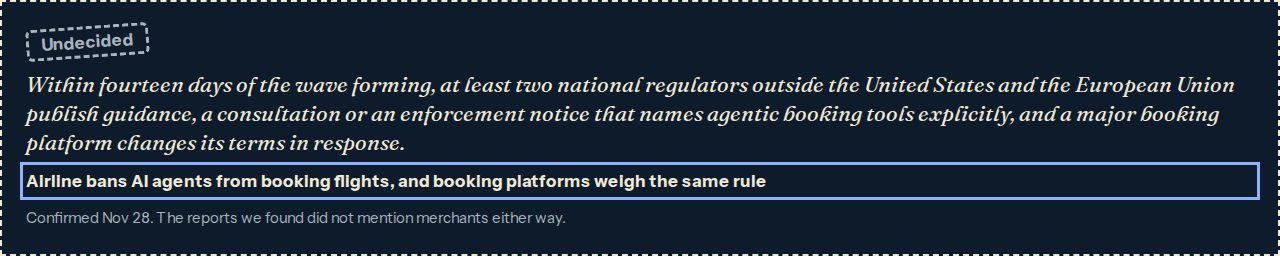 Undecided
Within fourteen days of the wave forming, at least two national regulators outside the United States and the European Union
publish guidance, a consultation or an enforcement notice that names agentic booking tools explicitly, and a major booking
platform changes its terms in response.
Airline bans AI agents from booking flights, and booking platforms weigh the same rule
Confirmed Nov 28. The reports we found did not mention merchants either way.